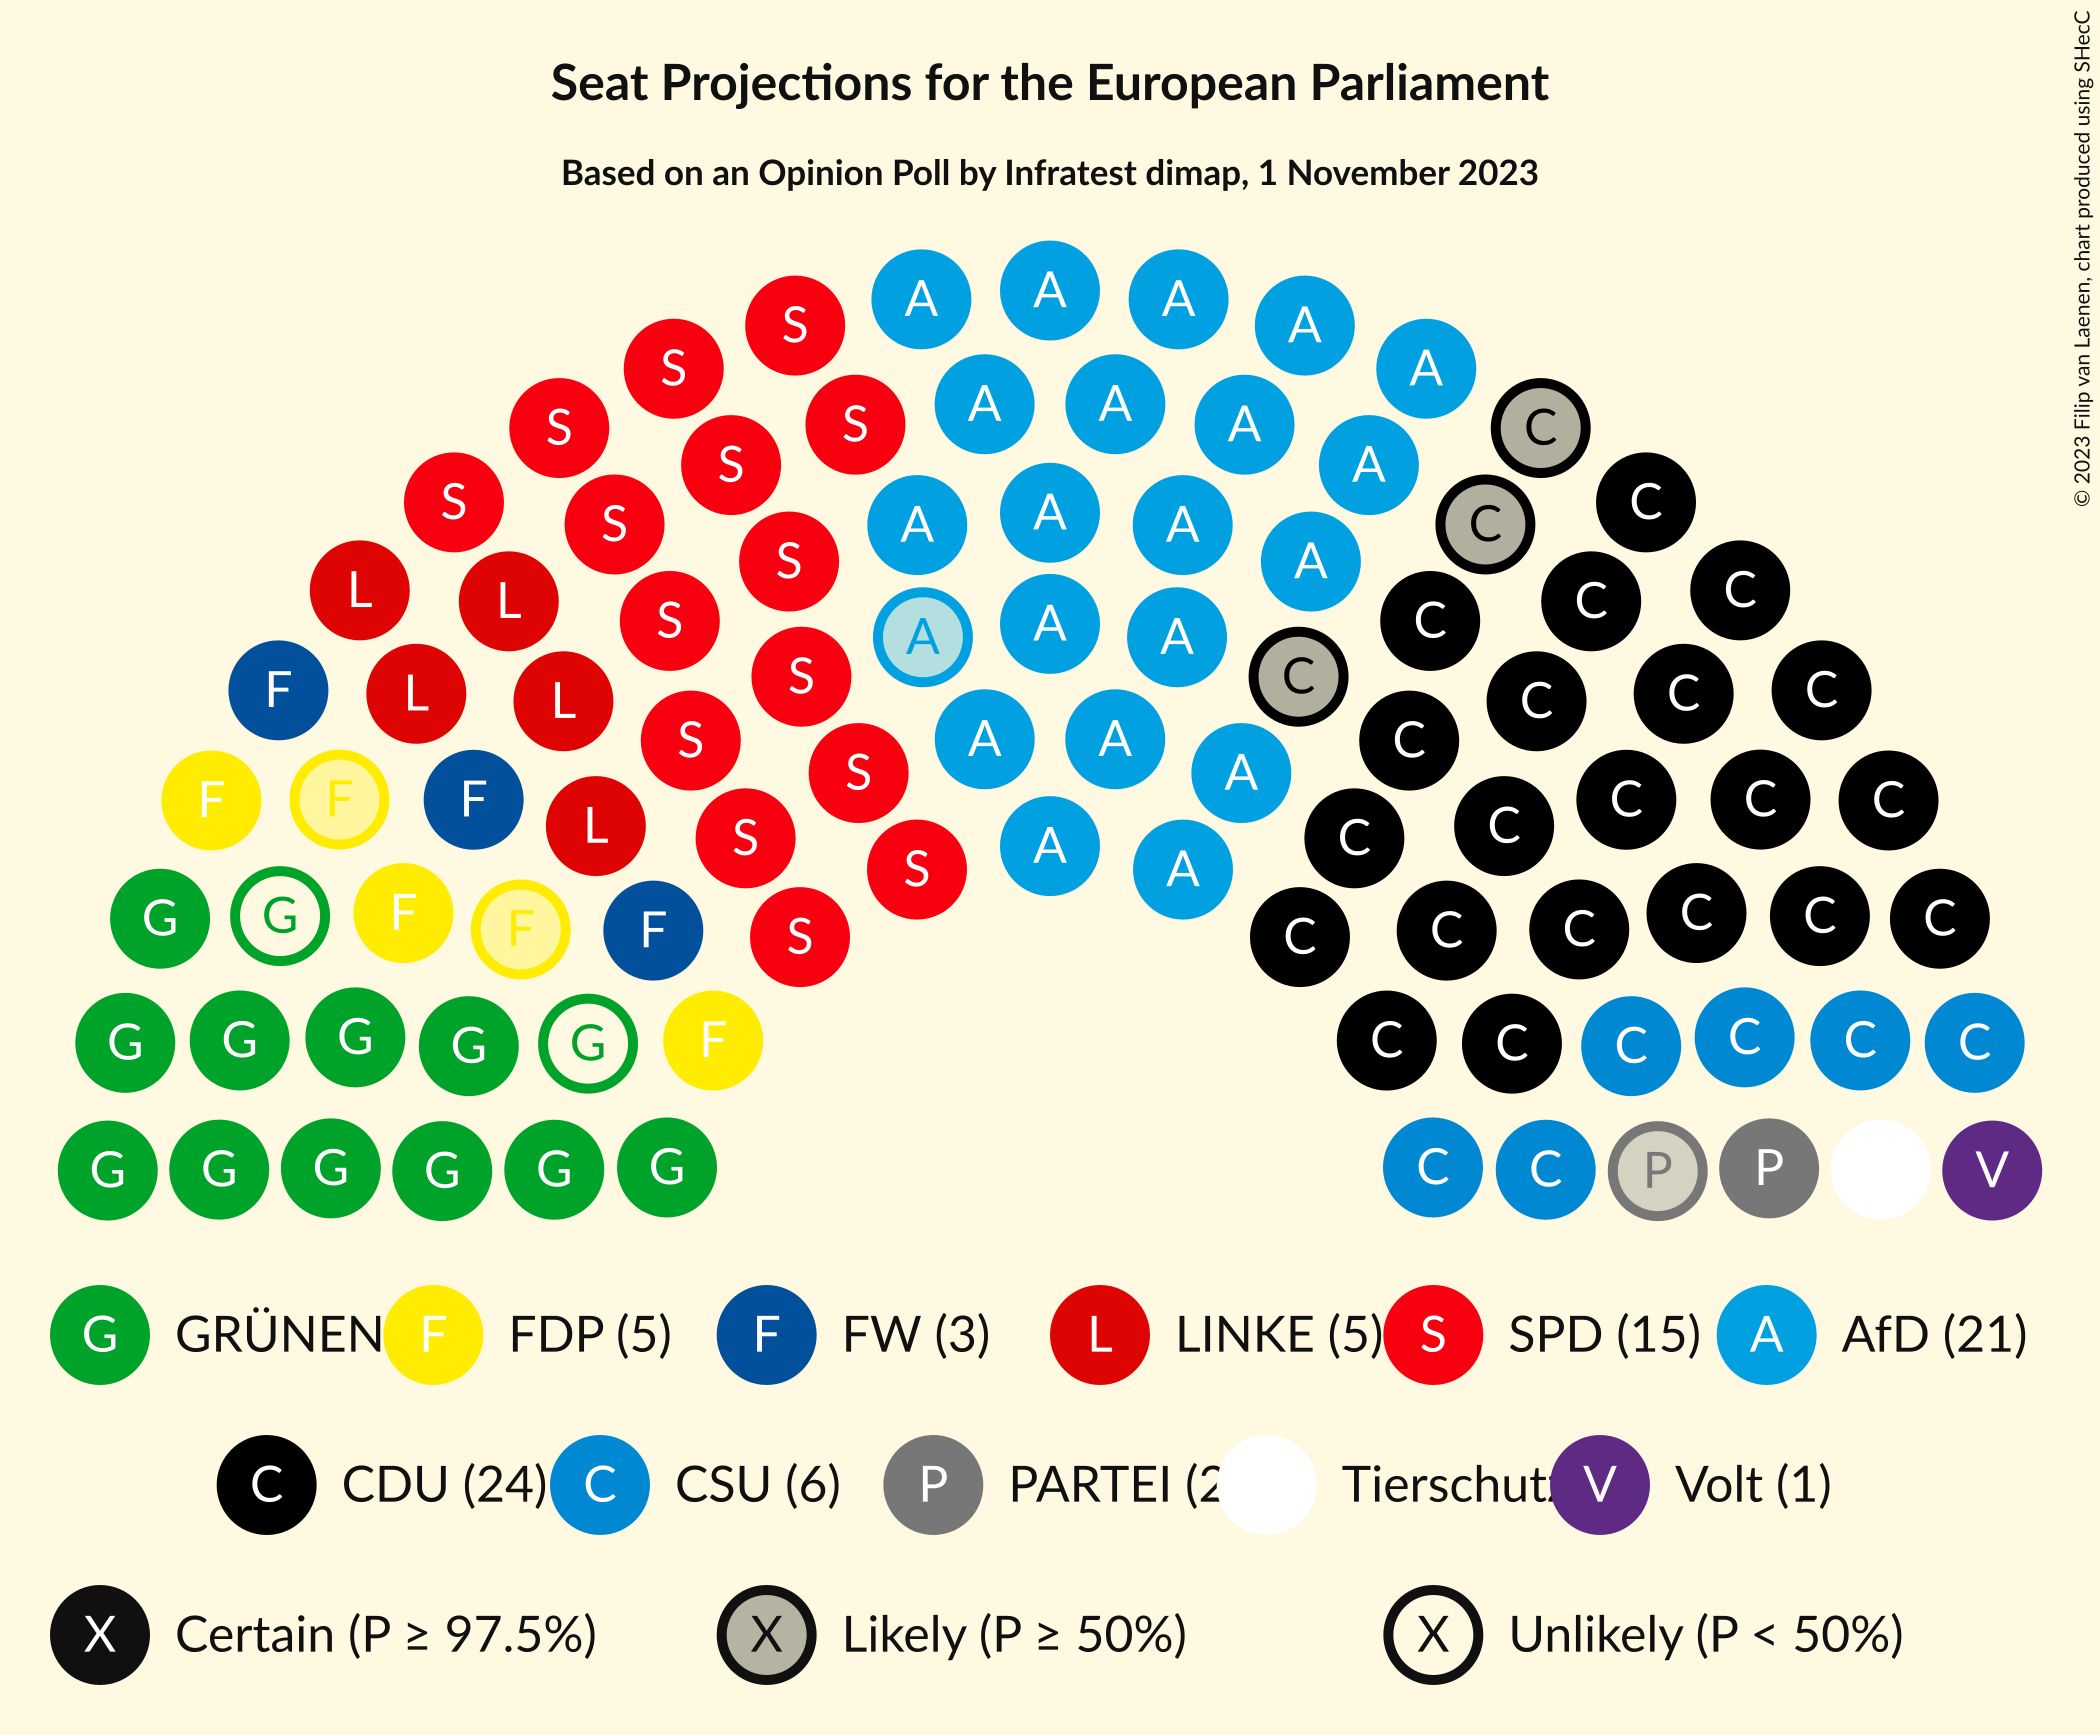 Seat Projections for the European Parliament
Based on an Opinion Poll by Infratest dimap, 1 November 2023
© 2023 Filip van Laenen, chart produced using SHecC
A A A
S A
S A
S A A C
S A
S A
S C
S A A A C
L S A
L S A A A C C
F L L S S C C C C C
F F F L S S A A A C C C C C
G G F F F S S A A C C C C C C
G G G G G F C C C C C C
G G G G G G C C P P V
G GRÜNEN F FDP (5) F FW (3) L LINKE (5) S SPD (15) A AfD (21)
C CDU (24) C CSU (6) P PARTEI (2 Tierschutz V Volt (1)
X Certain (P ≥ 97.5%) X Likely (P ≥ 50%) X Unlikely (P < 50%)